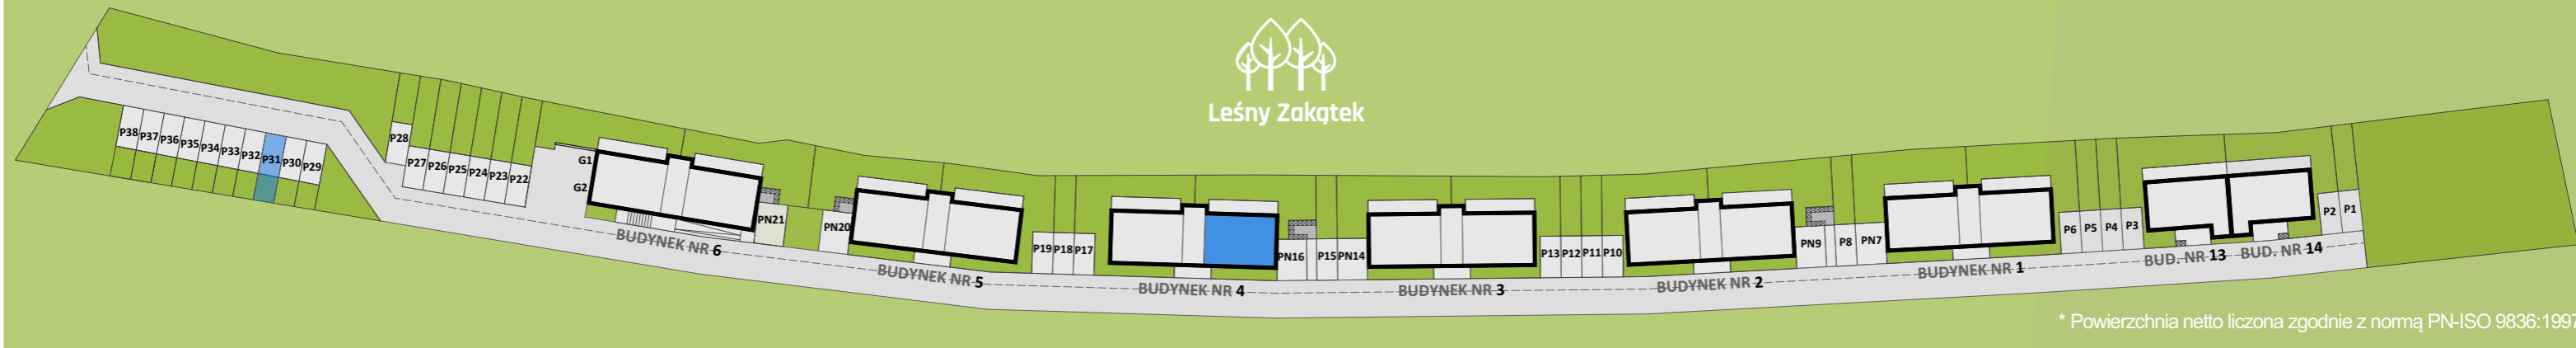 Leśny Zakątek
P38 P37 P36 P35 P34 P33 P32 P31 P30 P29
P28
P27 P26 P25 P24 P23 P22
G1
G2
PN21
BUDYNEK NR 6
PN20
BUDYNEK NR 5
P19 P18 P17
BUDYNEK NR 4
PN16 P15 PN14
BUDYNEK NR 3
P13 P12 P11 P10
BUDYNEK NR 2
PN9 P8 PN7
BUDYNEK NR 1
P6 P5 P4 P3
BUD. NR 13
BUD. NR 14
P2 P1
* Powierzchnia netto liczona zgodnie z normą PN-ISO 9836:1997